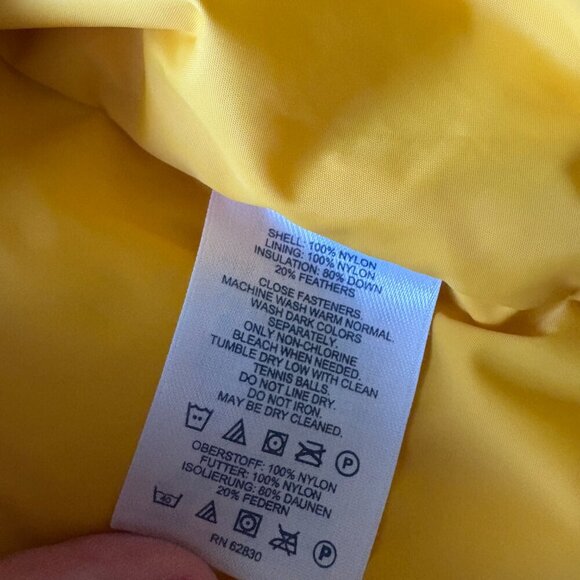 SHELL: 100% NYLON
LINING: 100% NYLON
INSULATION: 80% DOWN
20% FEATHERS
CLOSE FASTENERS.
MACHINE WASH WARM NORMAL.
WASH DARK COLORS
SEPARATELY.
ONLY NON-CHLORINE
BLEACH WHEN NEEDED.
TUMBLE DRY LOW WITH CLEAN
TENNIS BALLS.
DO NOT LINE DRY.
DO NOT IRON.
MAY BE DRY CLEANED.
P
OBERSTOFF: 100% NYLON
FUTTER: 100% NYLON
ISOLIERUNG: 80% DAUNEN
20% FEDERN
40 P
RN 62830